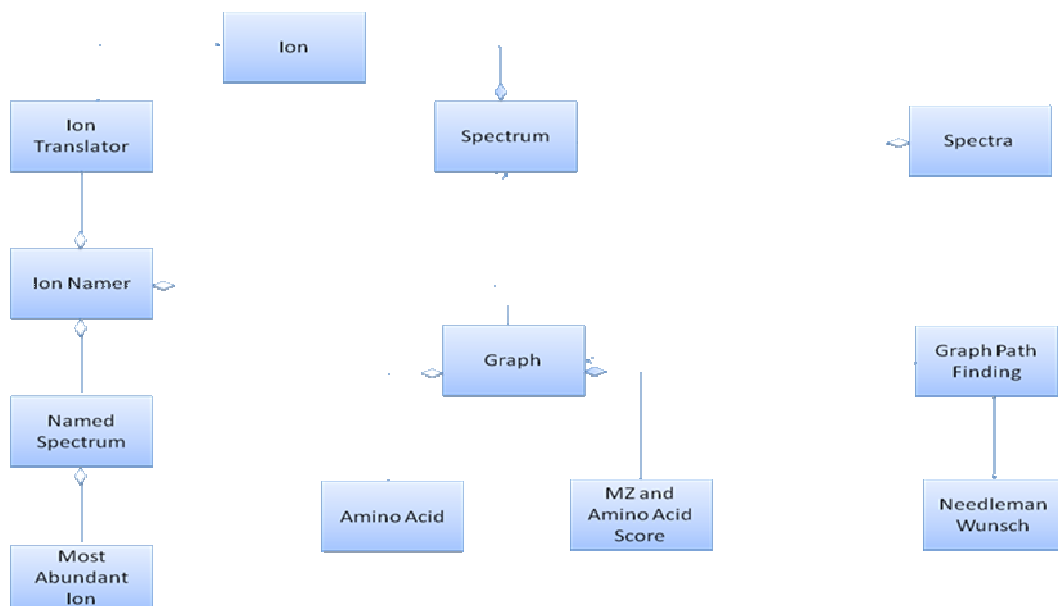 Ion
Ion
Translator
Spectrum
Spectra
Ion Namer
Graph
Graph Path
Finding
Named
Spectrum
Amino Acid
MZ and
Amino Acid
Score
Needleman
Wunsch
Most
Abundant
Ion